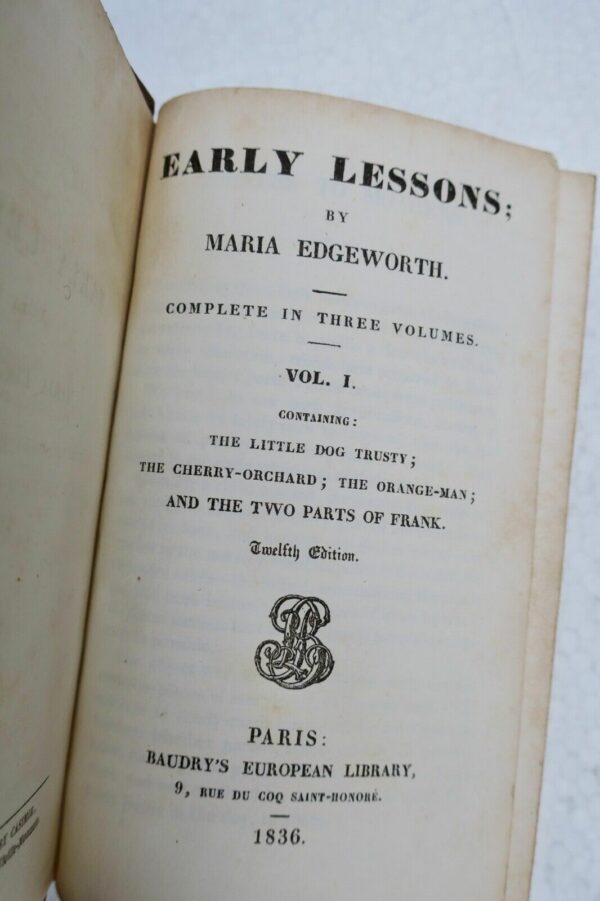 EARLY LESSONS;
BY
MARIA EDGEWORTH.
COMPLETE IN THREE VOLUMES.
VOL. I.
CONTAINING:
THE LITTLE DOG TRUSTY;
THE CHERRY-ORCHARD; THE ORANGE-MAN;
AND THE TWO PARTS OF FRANK.
Twelfth Edition.
PARIS:
BAUDRY'S EUROPEAN LIBRARY,
9, RUE DU COQ SAINT-HONORÉ.
1836.
CASIMIR,